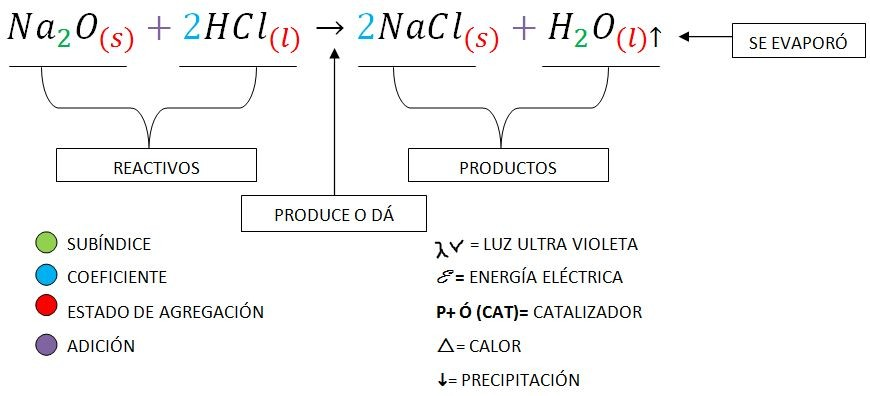 Na₂O(s) + 2HCl(l) → 2NaCl(s) + H₂O(l)↑
SE EVAPORÓ
REACTIVOS
PRODUCTOS
PRODUCE O DÁ
SUBÍNDICE
COEFICIENTE
ESTADO DE AGREGACIÓN
ADICIÓN
λν = LUZ ULTRA VIOLETA
ℰ = ENERGÍA ELÉCTRICA
P+ Ó (CAT)= CATALIZADOR
△= CALOR
↓= PRECIPITACIÓN